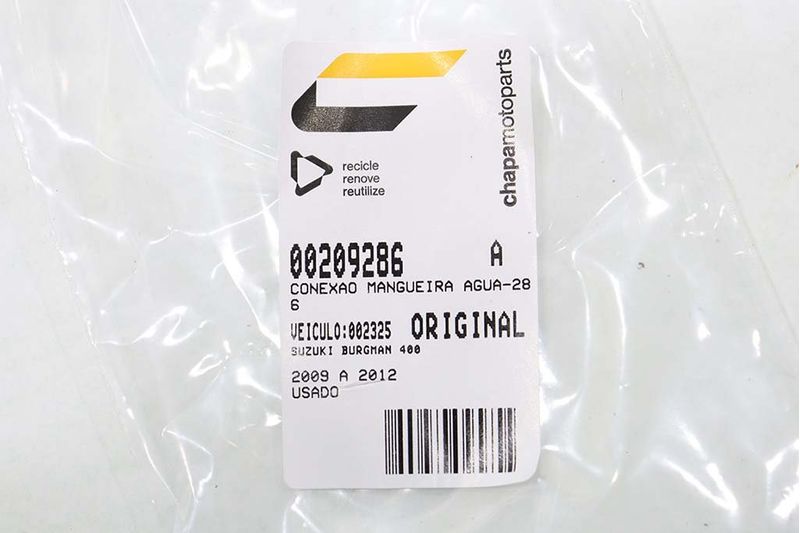 chapamotoparts
recicle
renove
reutilize
00209286 A
CONEXAO MANGUEIRA AGUA-28
6
VEICULO:002325 ORIGINAL
SUZUKI BURGMAN 400
2009 A 2012
USADO